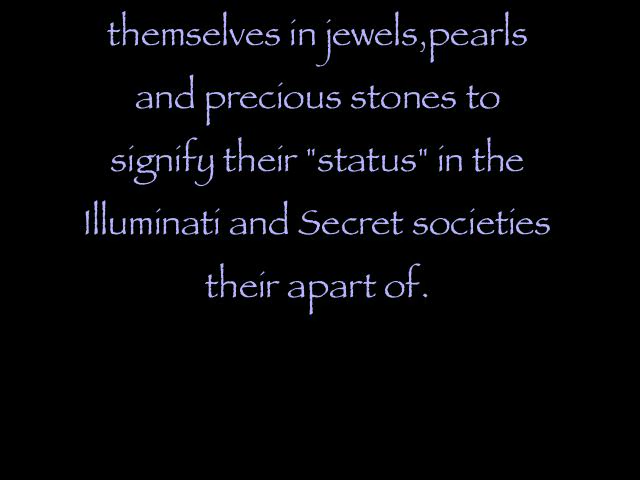 themselves in jewels,pearls
and precious stones to
signify their "status" in the
Illuminati and Secret societies
their apart of.